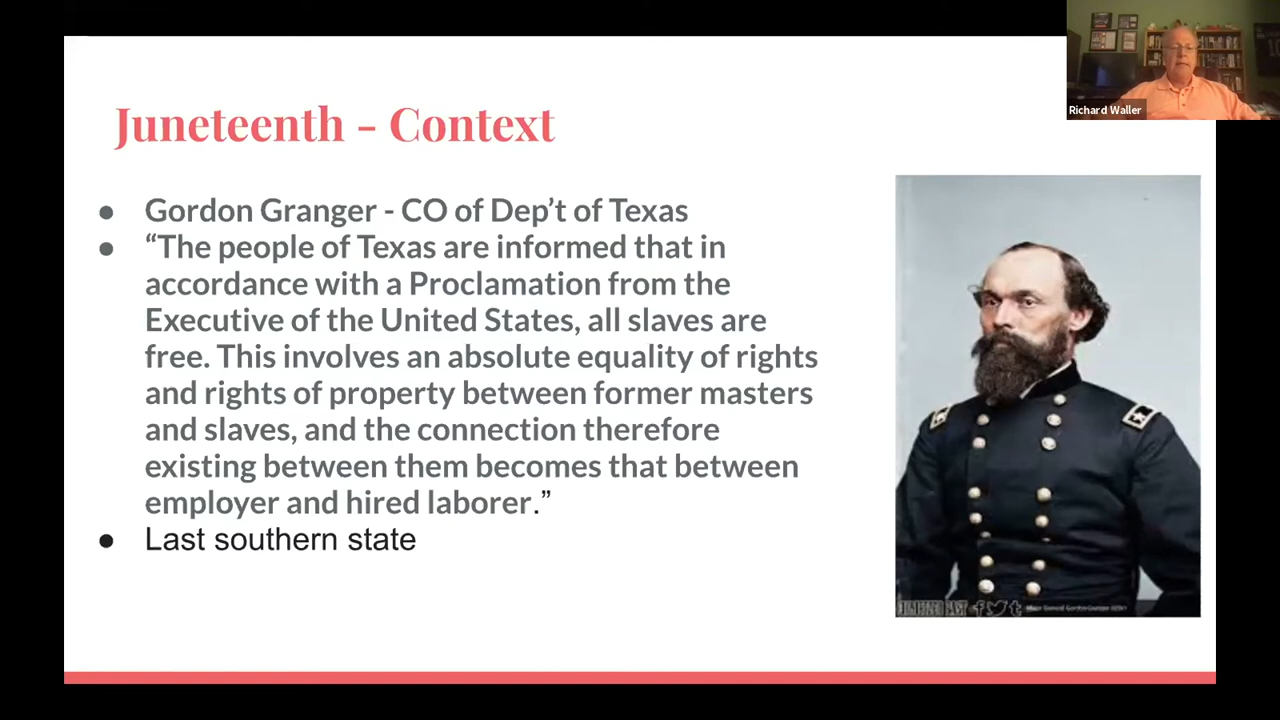 Richard Waller
Juneteenth - Context
● Gordon Granger - CO of Dep’t of Texas
● “The people of Texas are informed that in
accordance with a Proclamation from the
Executive of the United States, all slaves are
free. This involves an absolute equality of rights
and rights of property between former masters
and slaves, and the connection therefore
existing between them becomes that between
employer and hired laborer.”
● Last southern state